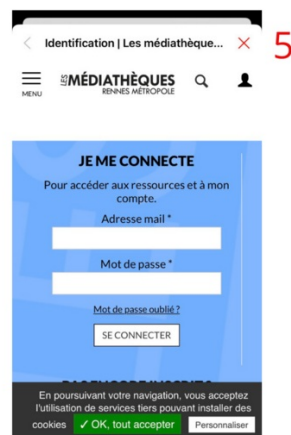 Identification | Les médiathèque... ✕ 5
MENU
LES MÉDIATHÈQUES
RENNES MÉTROPOLE
JE ME CONNECTE
Pour accéder aux ressources et à mon
compte.
Adresse mail *
Mot de passe *
Mot de passe oublié ?
SE CONNECTER
En poursuivant votre navigation, vous acceptez
l'utilisation de services tiers pouvant installer des
cookies ✓ OK, tout accepter Personnaliser